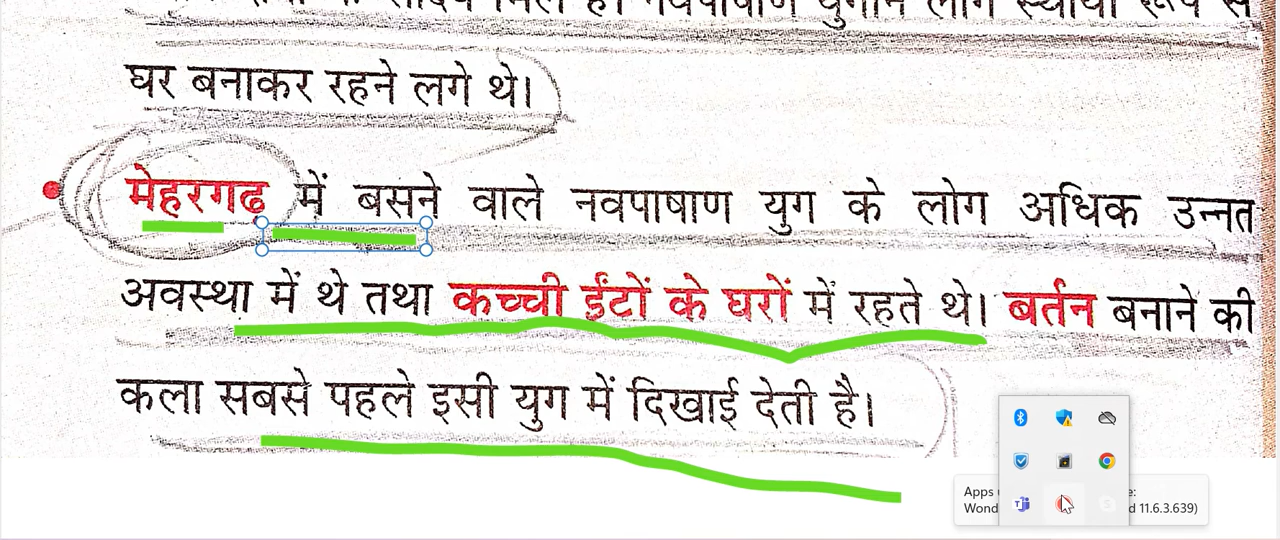 नवपाषाण युगीन लोग स्थायी रूप से
घर बनाकर रहने लगे थे।
मेहरगढ में बसने वाले नवपाषाण युग के लोग अधिक उन्नत
अवस्था में थे तथा कच्ची ईंटों के घरों में रहते थे। बर्तन बनाने की
कला सबसे पहले इसी युग में दिखाई देती है।
Apps
Wond d 11.6.3.639)